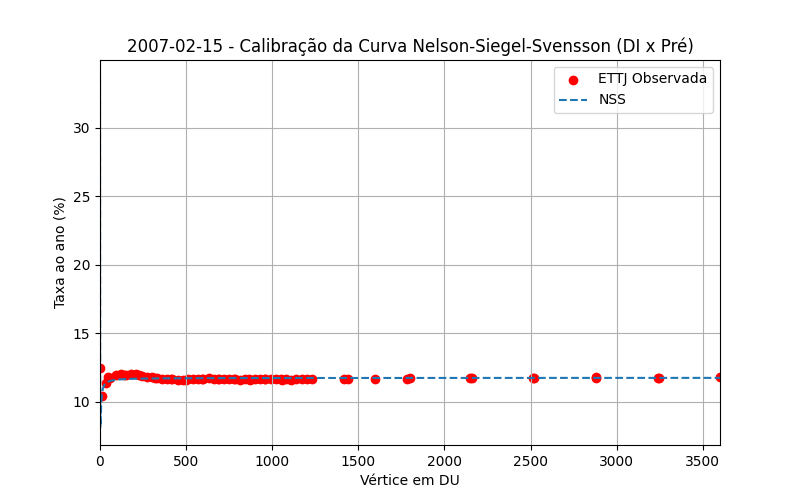 2007-02-15 - Calibração da Curva Nelson-Siegel-Svensson (DI x Pré)
ETTJ Observada
NSS
Taxa ao ano (%)
30
25
20
15
10
0 500 1000 1500 2000 2500 3000 3500
Vértice em DU